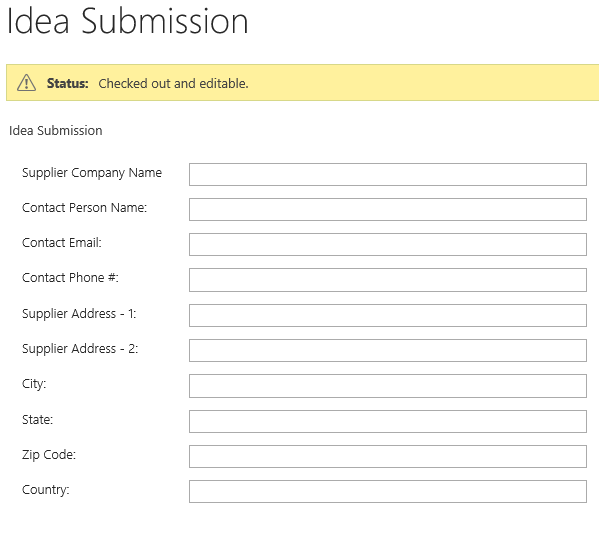 Idea Submission
Status: Checked out and editable.
Idea Submission
Supplier Company Name
Contact Person Name:
Contact Email:
Contact Phone #:
Supplier Address - 1:
Supplier Address - 2:
City:
State:
Zip Code:
Country: